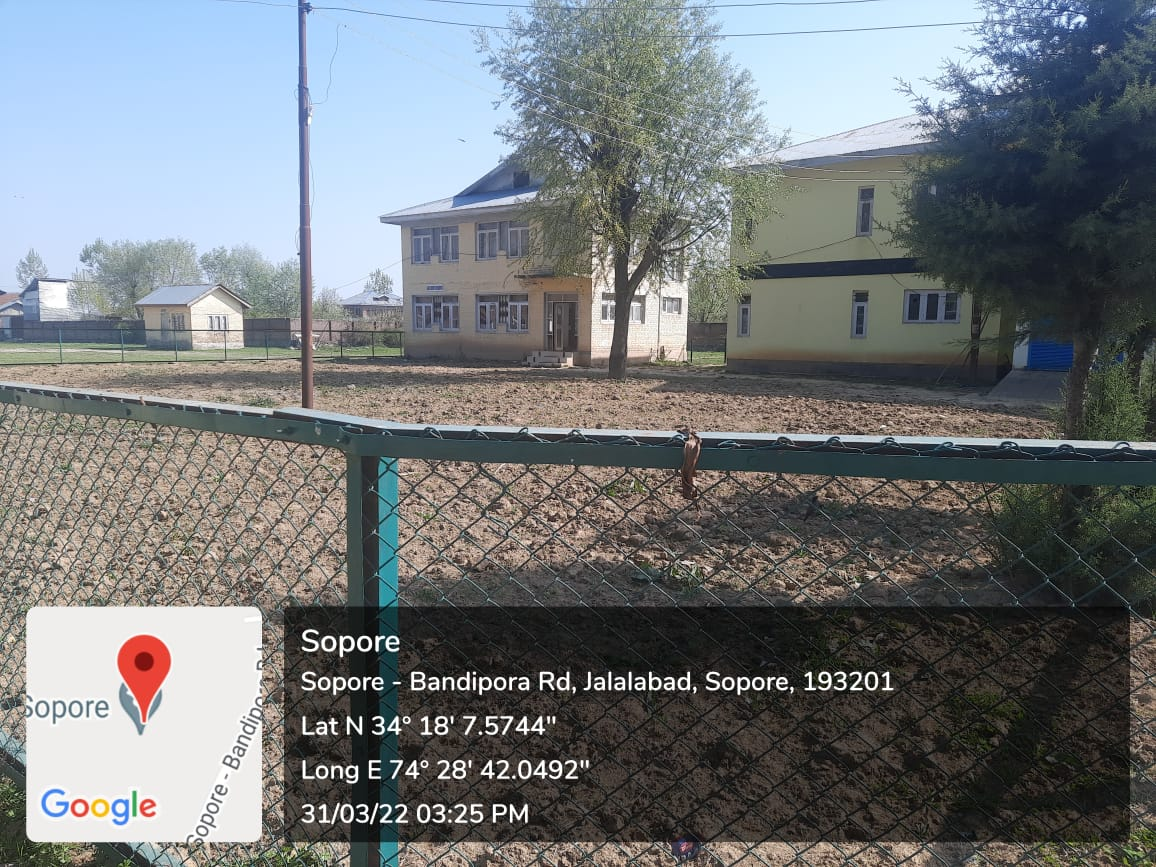 Sopore
Sopore - Bandipora Rd, Jalalabad, Sopore, 193201
Lat N 34° 18' 7.5744"
Long E 74° 28' 42.0492"
31/03/22 03:25 PM
Sopore
Sopore - Bandipora Rd
Google